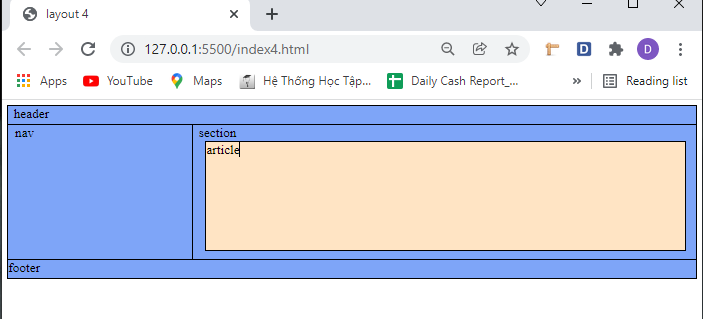 layout 4
127.0.0.1:5500/index4.html
D
D
Apps YouTube Maps Hệ Thống Học Tập... Daily Cash Report_... » Reading list
header
nav
section
article
footer